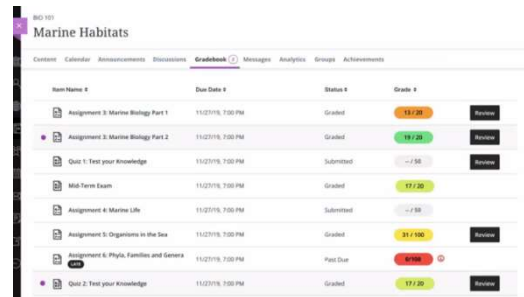 BIO 101
Marine Habitats
Content Calendar Announcements Discussions Gradebook 2 Messages Analytics Groups Achievements
Item Name Due Date Status Grade
Assignment 3: Marine Biology Part 1 11/27/19, 7:00 PM Graded 13 / 20 Review
Assignment 3: Marine Biology Part 2 11/27/19, 7:00 PM Graded 19 / 20 Review
Quiz 1: Test your Knowledge 11/27/19, 7:00 PM Submitted -- / 50 Review
Mid-Term Exam 11/27/19, 7:00 PM Graded 17 / 20
Assignment 4: Marine Life 11/27/19, 7:00 PM Submitted -- / 50
Assignment 5: Organisms in the Sea 11/27/19, 7:00 PM Graded 31 / 100 Review
Assignment 6: Phyla, Families and Genera 11/27/19, 7:00 PM Past Due 0/100
LATE
Quiz 2: Test your Knowledge 11/27/19, 7:00 PM Graded 17 / 20 Review